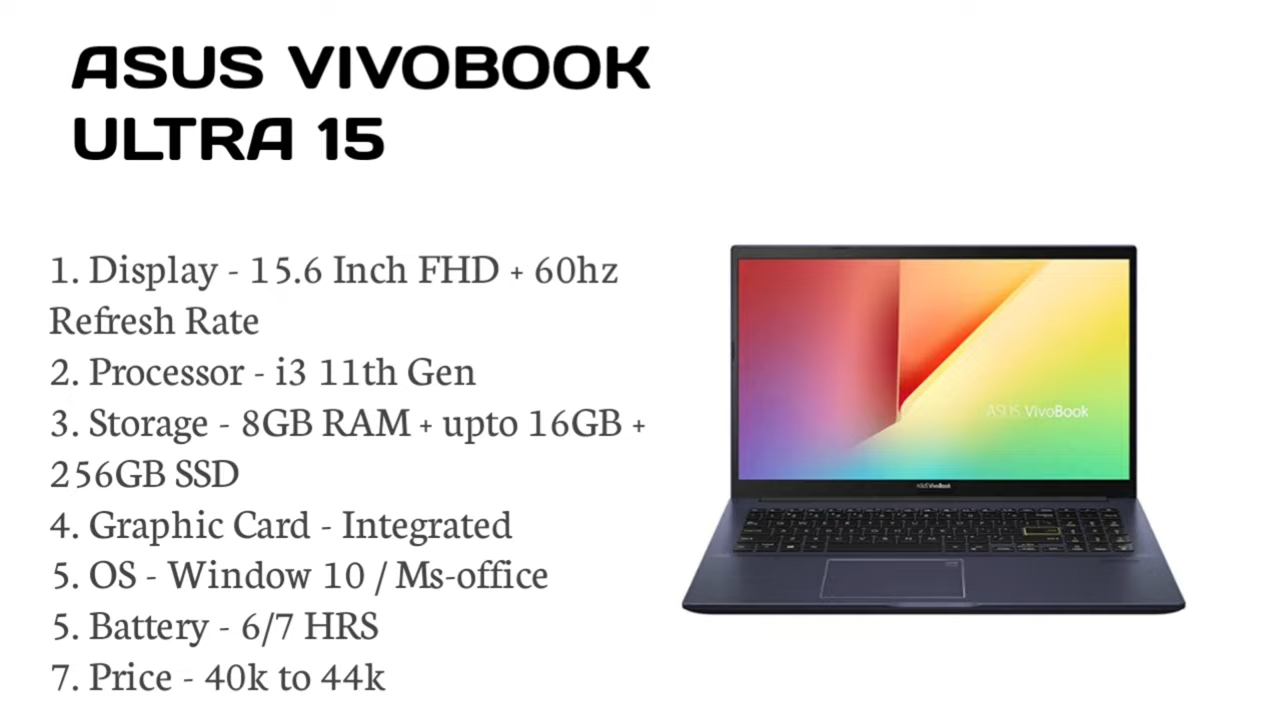 ASUS VIVOBOOK
ULTRA 15
1. Display - 15.6 Inch FHD + 60hz
Refresh Rate
2. Processor - i3 11th Gen
3. Storage - 8GB RAM + upto 16GB +
256GB SSD
4. Graphic Card - Integrated
5. OS - Window 10 / Ms-office
5. Battery - 6/7 HRS
7. Price - 40k to 44k
ASUS VivoBook
ASUS VivoBook